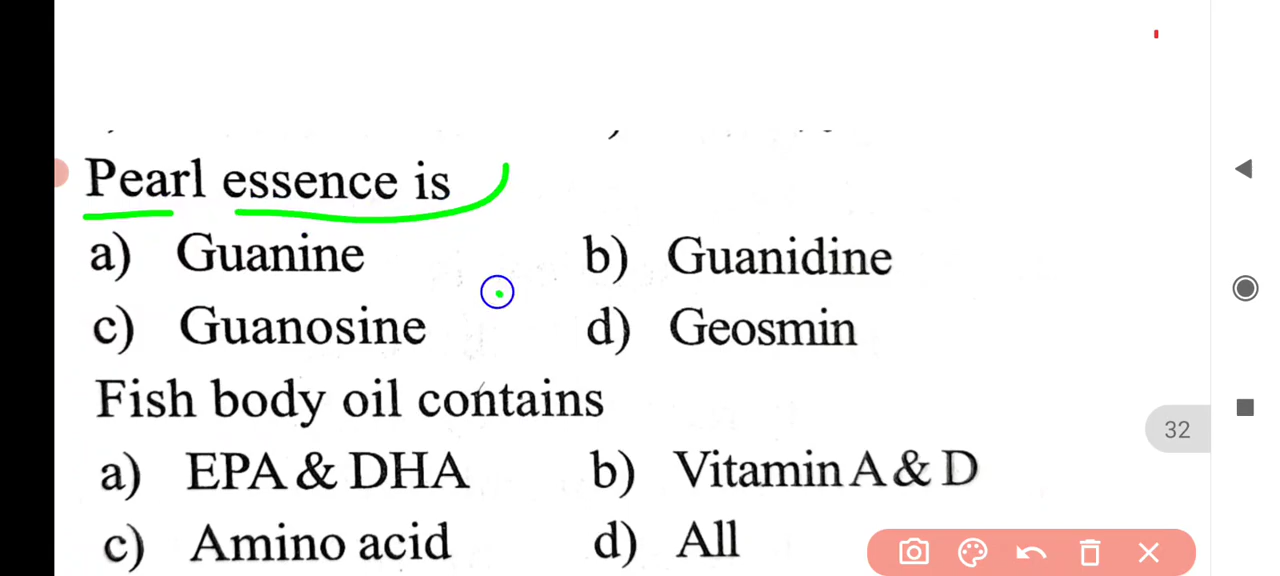 Pearl essence is
a) Guanine b) Guanidine
c) Guanosine d) Geosmin
Fish body oil contains
a) EPA & DHA b) Vitamin A & D
32
c) Amino acid d) All